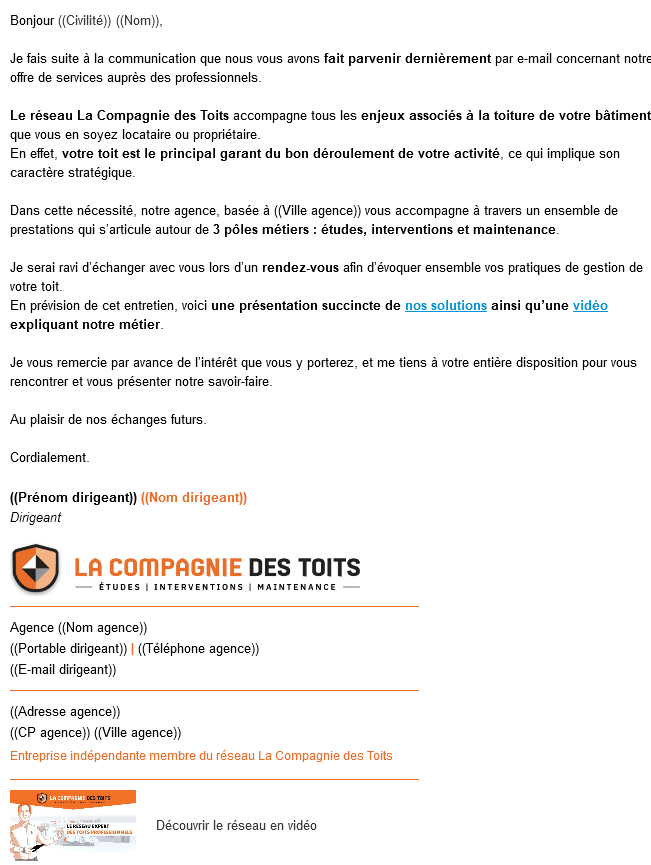 Bonjour ((Civilité)) ((Nom)),
Je fais suite à la communication que nous vous avons fait parvenir dernièrement par e-mail concernant notre
offre de services auprès des professionnels.
Le réseau La Compagnie des Toits accompagne tous les enjeux associés à la toiture de votre bâtiment
que vous en soyez locataire ou propriétaire.
En effet, votre toit est le principal garant du bon déroulement de votre activité, ce qui implique son
caractère stratégique.
Dans cette nécessité, notre agence, basée à ((Ville agence)) vous accompagne à travers un ensemble de
prestations qui s'articule autour de 3 pôles métiers : études, interventions et maintenance.
Je serai ravi d'échanger avec vous lors d'un rendez-vous afin d'évoquer ensemble vos pratiques de gestion de
votre toit.
En prévision de cet entretien, voici une présentation succincte de nos solutions ainsi qu'une vidéo
expliquant notre métier.
Je vous remercie par avance de l'intérêt que vous y porterez, et me tiens à votre entière disposition pour vous
rencontrer et vous présenter notre savoir-faire.
Au plaisir de nos échanges futurs.
Cordialement.
((Prénom dirigeant)) ((Nom dirigeant))
Dirigeant
LA COMPAGNIE DES TOITS
ÉTUDES | INTERVENTIONS | MAINTENANCE
Agence ((Nom agence))
((Portable dirigeant)) | ((Téléphone agence))
((E-mail dirigeant))
((Adresse agence))
((CP agence)) ((Ville agence))
Entreprise indépendante membre du réseau La Compagnie des Toits
LA COMPAGNIE DES TOITS
LE RÉSEAU EXPERT
DES TOITS PROFESSIONNELS
Découvrir le réseau en vidéo